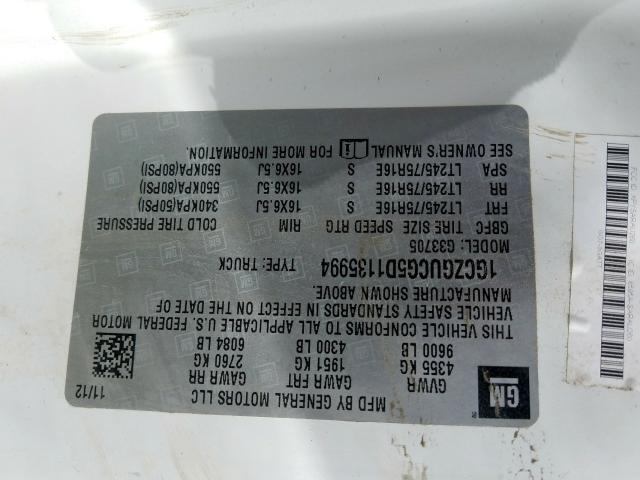 MFD BY GENERAL MOTORS LLC
11/12
GM
GVWR GAWR FRT GAWR RR
4355 KG 1951 KG 2760 KG
9600 LB 4300 LB 6084 LB
THIS VEHICLE CONFORMS TO ALL APPLICABLE U.S. FEDERAL MOTOR
VEHICLE SAFETY STANDARDS IN EFFECT ON THE DATE OF
MANUFACTURE SHOWN ABOVE.
1GCZGUCG5D1135994 TYPE: TRUCK
MODEL: G33705
GBFC TIRE SIZE SPEED RTG RIM COLD TIRE PRESSURE
FRT LT245/75R16E S 16X6.5J 340KPA(60PSI)
RR LT245/75R16E S 16X6.5J 550KPA(80PSI)
SPA LT245/75R16E S 16X6.5J 550KPA(80PSI)
SEE OWNER'S MANUAL FOR MORE INFORMATION.